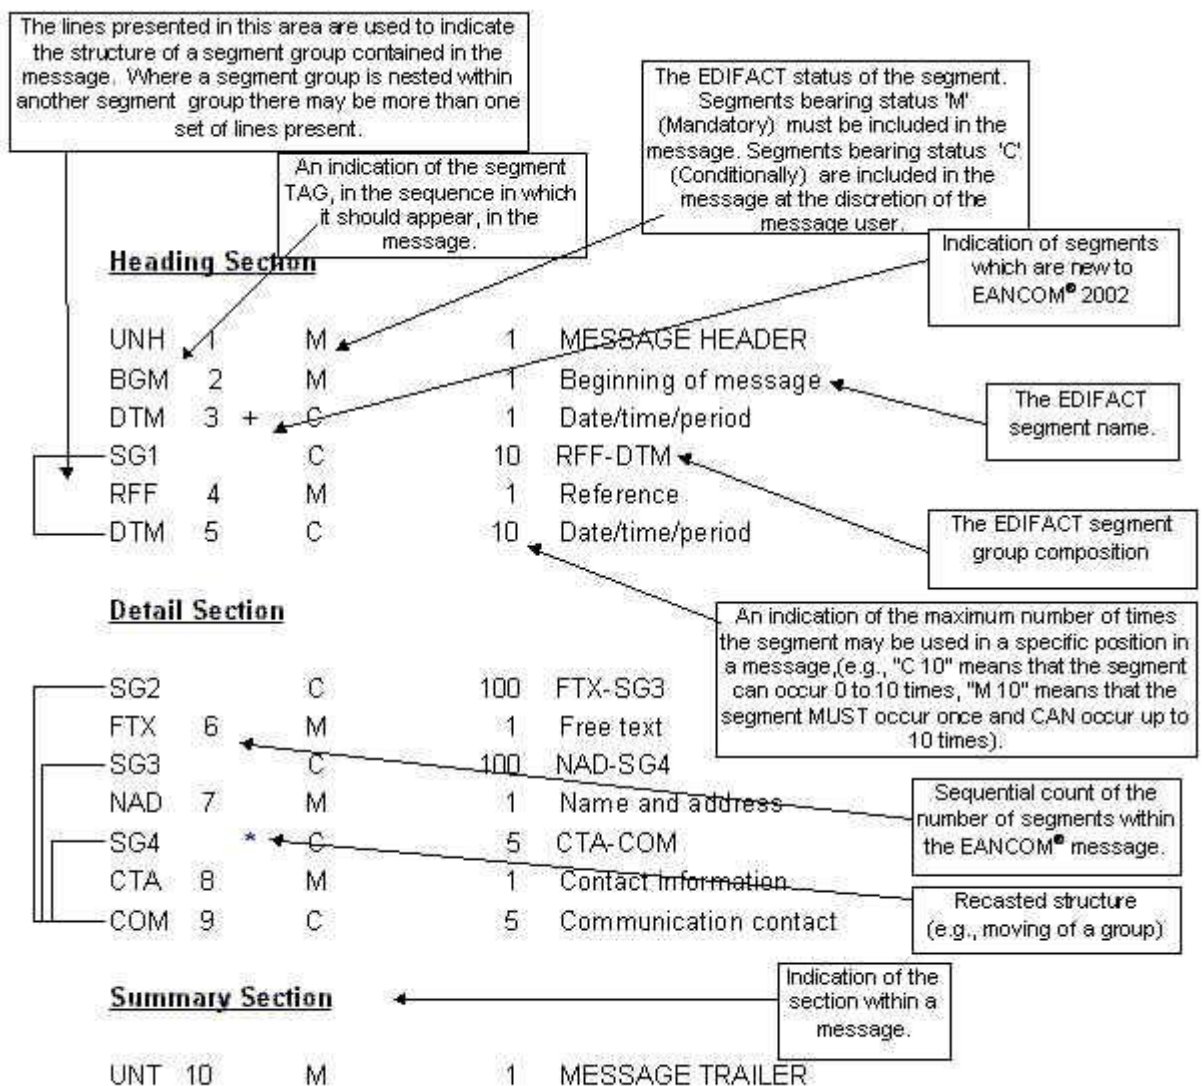 The lines presented in this area are used to indicate
the structure of a segment group contained in the
message. Where a segment group is nested within
another segment group there may be more than one
set of lines present.
The EDIFACT status of the segment.
Segments bearing status 'M'
(Mandatory) must be included in the
message. Segments bearing status 'C'
(Conditionally) are included in the
message at the discretion of the
message user.
An indication of the segment
TAG, in the sequence in which
it should appear, in the
message.
Indication of segments
which are new to
EANCOM® 2002
Heading Section
UNH 1 M 1 MESSAGE HEADER
BGM 2 M 1 Beginning of message
DTM 3 + C 1 Date/time/period
SG1 C 10 RFF-DTM
RFF 4 M 1 Reference
DTM 5 C 10 Date/time/period
The EDIFACT
segment name.
The EDIFACT segment
group composition
Detail Section
An indication of the maximum number of times
the segment may be used in a specific position in
a message,(e.g., "C 10" means that the segment
can occur 0 to 10 times, "M 10" means that the
segment MUST occur once and CAN occur up to
10 times).
SG2 C 100 FTX-SG3
FTX 6 M 1 Free text
SG3 C 100 NAD-SG4
NAD 7 M 1 Name and address
SG4 * C 5 CTA-COM
CTA 8 M 1 Contact Information
COM 9 C 5 Communication contact
Sequential count of the
number of segments within
the EANCOM® message.
Recasted structure
(e.g., moving of a group)
Summary Section
Indication of the
section within a
message.
UNT 10 M 1 MESSAGE TRAILER